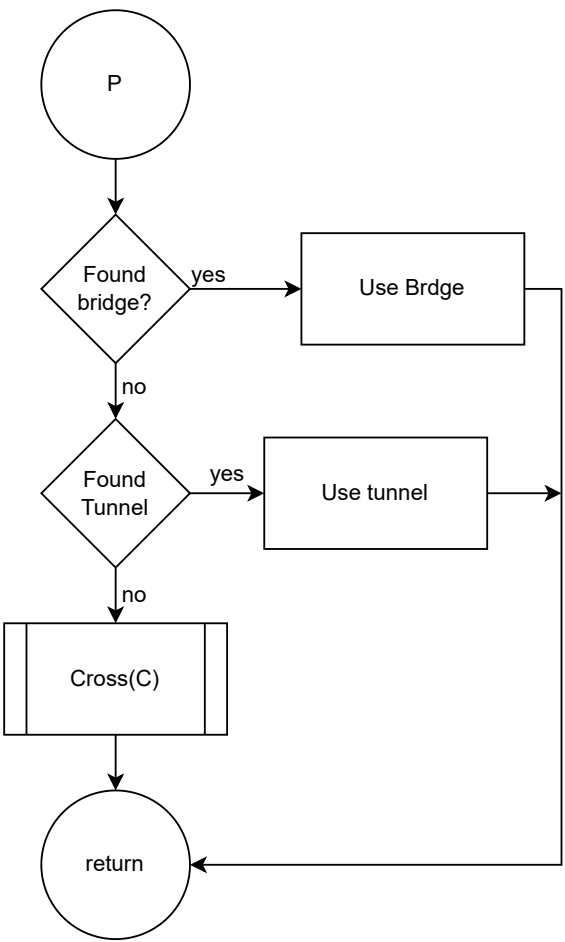 P
Found
bridge?
yes
Use Brdge
no
Found
Tunnel
yes
Use tunnel
no
Cross(C)
return